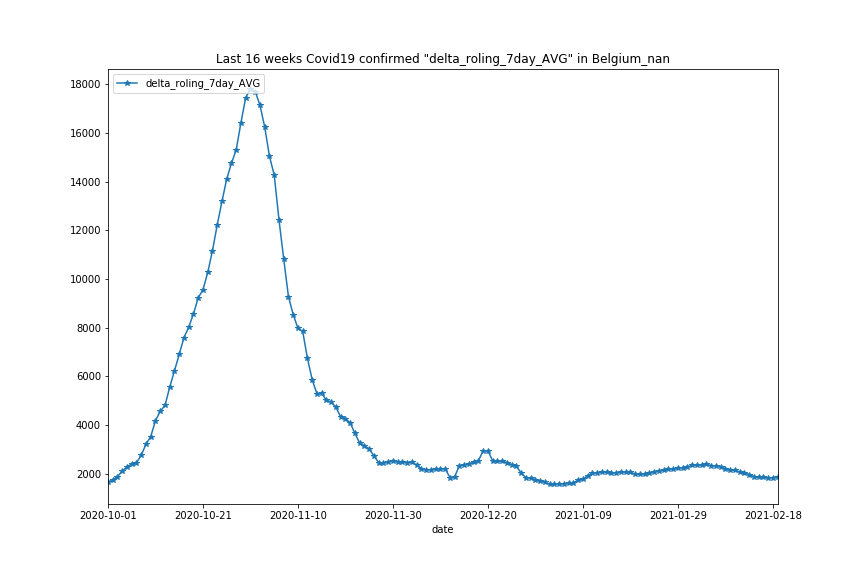 Last 16 weeks Covid19 confirmed "delta_roling_7day_AVG" in Belgium_nan
delta_roling_7day_AVG
18000
16000
14000
12000
10000
8000
6000
4000
2000
2020-10-01 2020-10-21 2020-11-10 2020-11-30 2020-12-20 2021-01-09 2021-01-29 2021-02-18
date